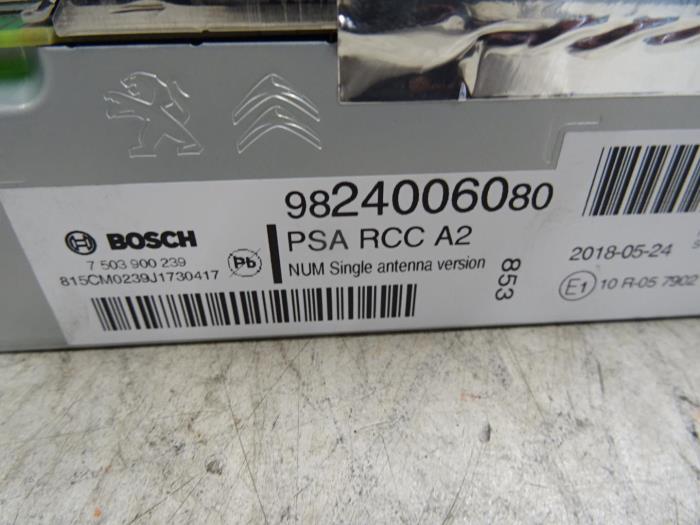 9824006080
BOSCH
PSA RCC A2
7 503 900 239
Pb
NUM Single antenna version
815CM0239J1730417
853
2018-05-24
E1 10 R-05 7902